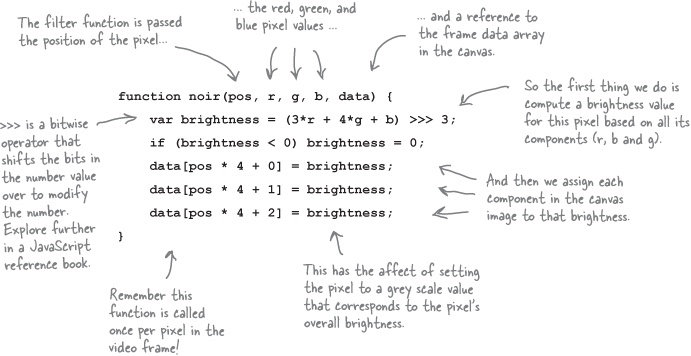 The filter function is passed
the position of the pixel...
... the red, green, and
blue pixel values ...
... and a reference to
the frame data array
in the canvas.
function noir(pos, r, g, b, data) {
var brightness = (3*r + 4*g + b) >>> 3;
if (brightness < 0) brightness = 0;
data[pos * 4 + 0] = brightness;
data[pos * 4 + 1] = brightness;
data[pos * 4 + 2] = brightness;
}
>>> is a bitwise
operator that
shifts the bits in
the number value
over to modify
the number.
Explore further
in a JavaScript
reference book.
So the first thing we do is
compute a brightness value
for this pixel based on all its
components (r, b and g).
And then we assign each
component in the canvas
image to that brightness.
Remember this
function is called
once per pixel in the
video frame!
This has the affect of setting
the pixel to a grey scale value
that corresponds to the pixel's
overall brightness.